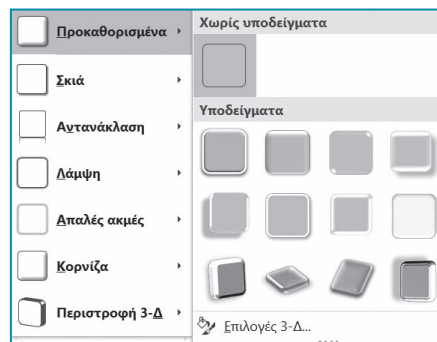 Προκαθορισμένα
Σκιά
Αντανάκλαση
Λάμψη
Απαλές ακμές
Κορνίζα
Περιστροφή 3-Δ
Χωρίς υποδείγματα
Υποδείγματα
Επιλογές 3-Δ...